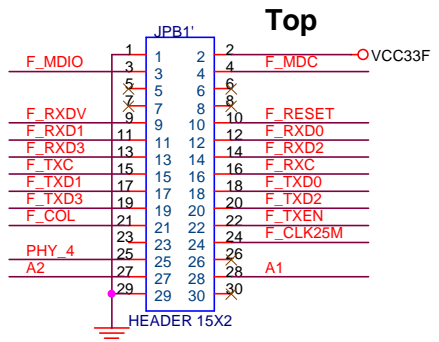 Top
JPB1'
1 1 2 2 VCC33F
F_MDIO 3 3 4 4 F_MDC
5 5 6 6
7 7 8 8
F_RXDV 9 9 10 10 F_RESET
F_RXD1 11 11 12 12 F_RXD0
F_RXD3 13 13 14 14 F_RXD2
F_TXC 15 15 16 16 F_RXC
F_TXD1 17 17 18 18 F_TXD0
F_TXD3 19 19 20 20 F_TXD2
F_COL 21 21 22 22 F_TXEN
23 23 24 24 F_CLK25M
PHY_4 25 25 26 26
A2 27 27 28 28 A1
29 29 30 30
HEADER 15X2